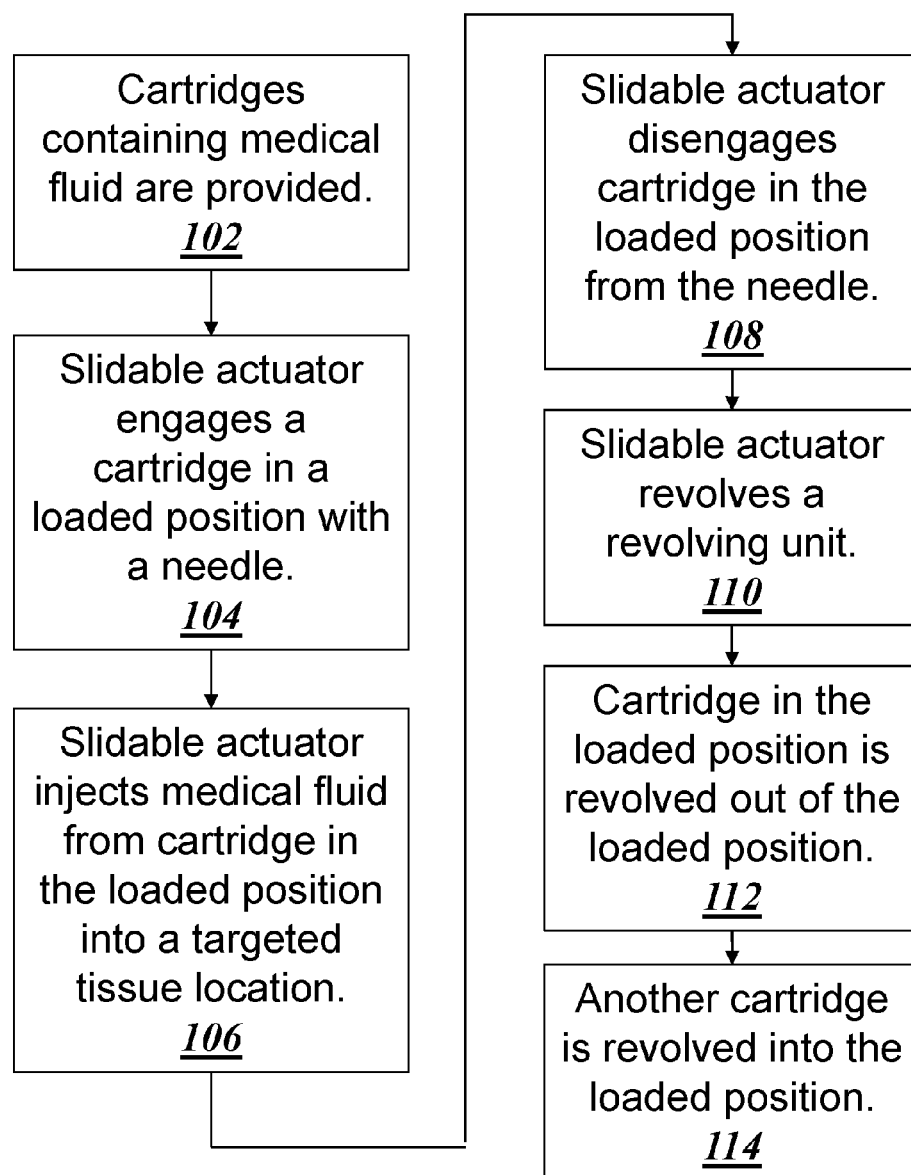 Cartridges
containing medical
fluid are provided.
102
Slidable actuator
engages a
cartridge in a
loaded position with
a needle.
104
Slidable actuator
injects medical fluid
from cartridge in
the loaded position
into a targeted
tissue location.
106
Slidable actuator
disengages
cartridge in the
loaded position
from the needle.
108
Slidable actuator
revolves a
revolving unit.
110
Cartridge in the
loaded position is
revolved out of the
loaded position.
112
Another cartridge
is revolved into the
loaded position.
114